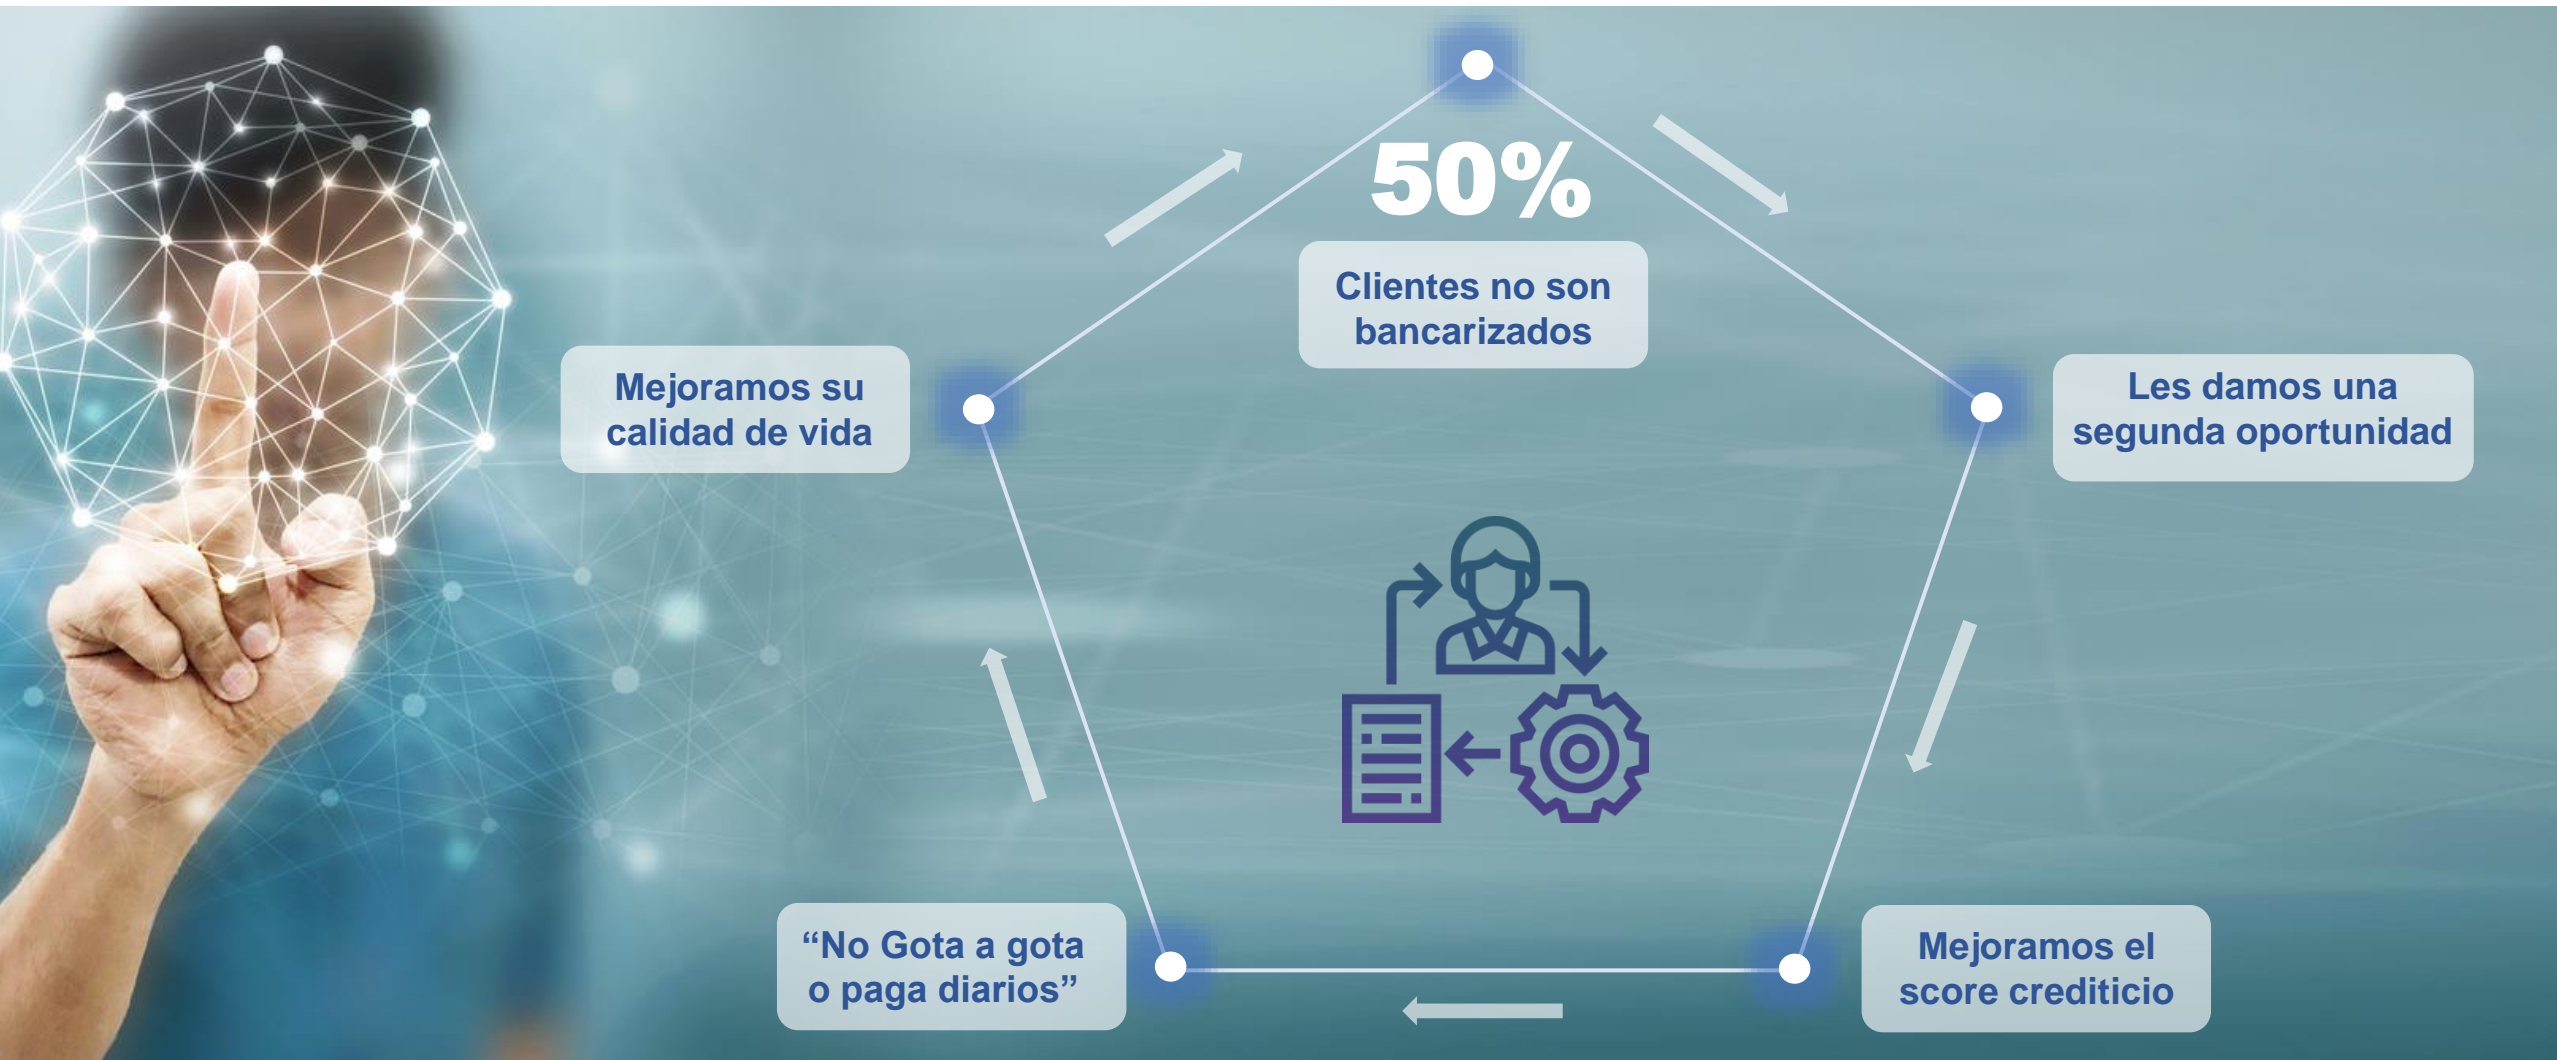 50%
Clientes no son
bancarizados
Les damos una
segunda oportunidad
Mejoramos el
score crediticio
“No Gota a gota
o paga diarios”
Mejoramos su
calidad de vida